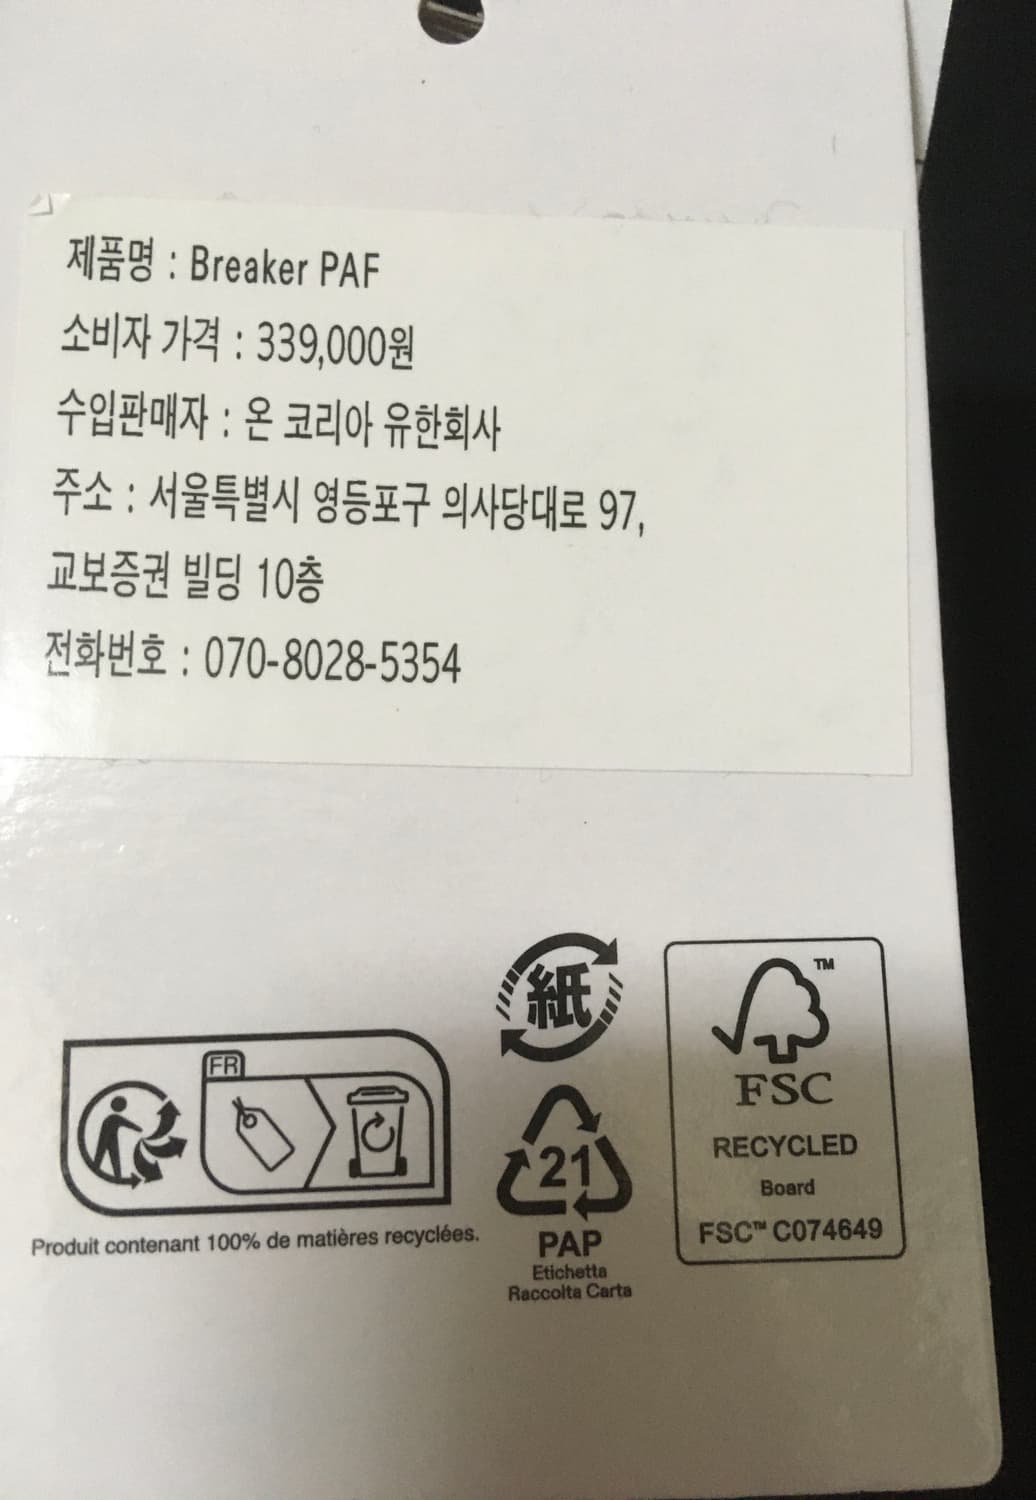 제품명 : Breaker PAF
소비자 가격 : 339,000원
수입판매자 : 온 코리아 유한회사
주소 : 서울특별시 영등포구 의사당대로 97,
교보증권 빌딩 10층
전화번호 : 070-8028-5354
FR
Produit contenant 100% de matières recyclées.
紙
21
PAP
Etichetta
Raccolta Carta
TM
FSC
RECYCLED
Board
FSC™ C074649